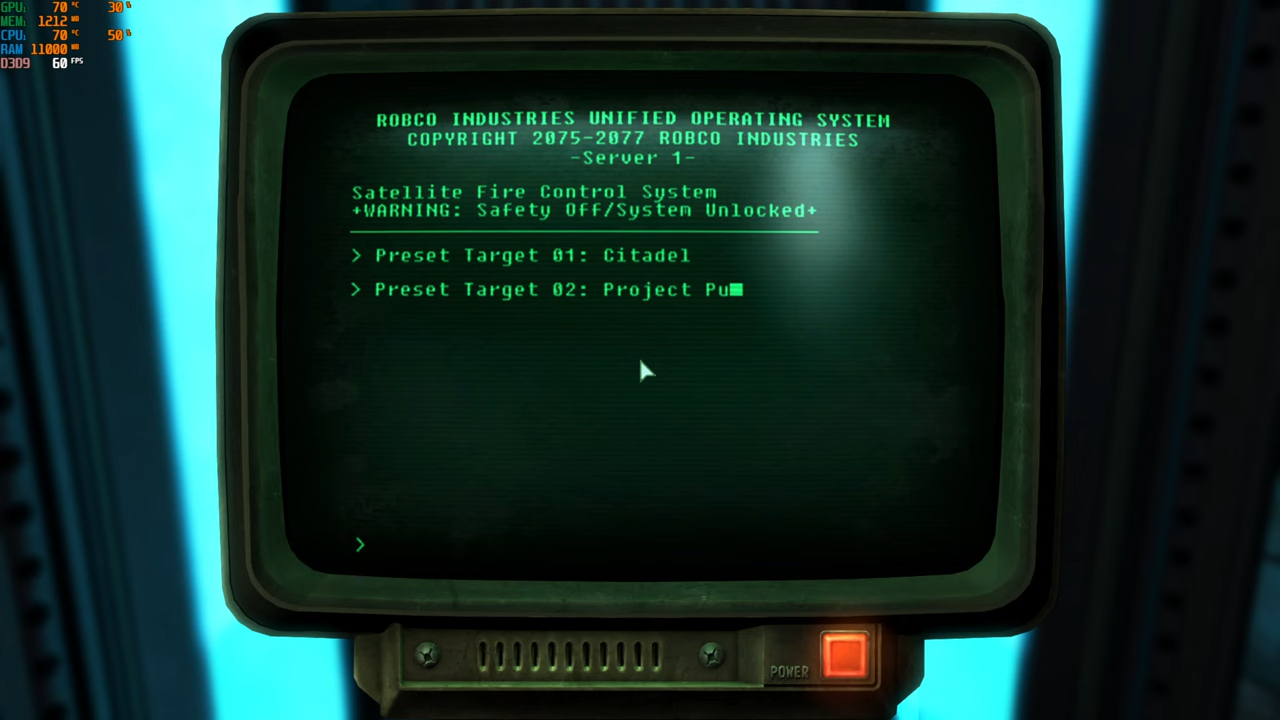 GPU: 70 °C 30 %
MEM: 1212 MB
CPU: 70 °C 50 %
RAM 11000 MB
D3D9 60 FPS
ROBCO INDUSTRIES UNIFIED OPERATING SYSTEM
COPYRIGHT 2075-2077 ROBCO INDUSTRIES
-Server 1-
Satellite Fire Control System
+WARNING: Safety Off/System Unlocked+
> Preset Target 01: Citadel
> Preset Target 02: Project Pu
>
POWER